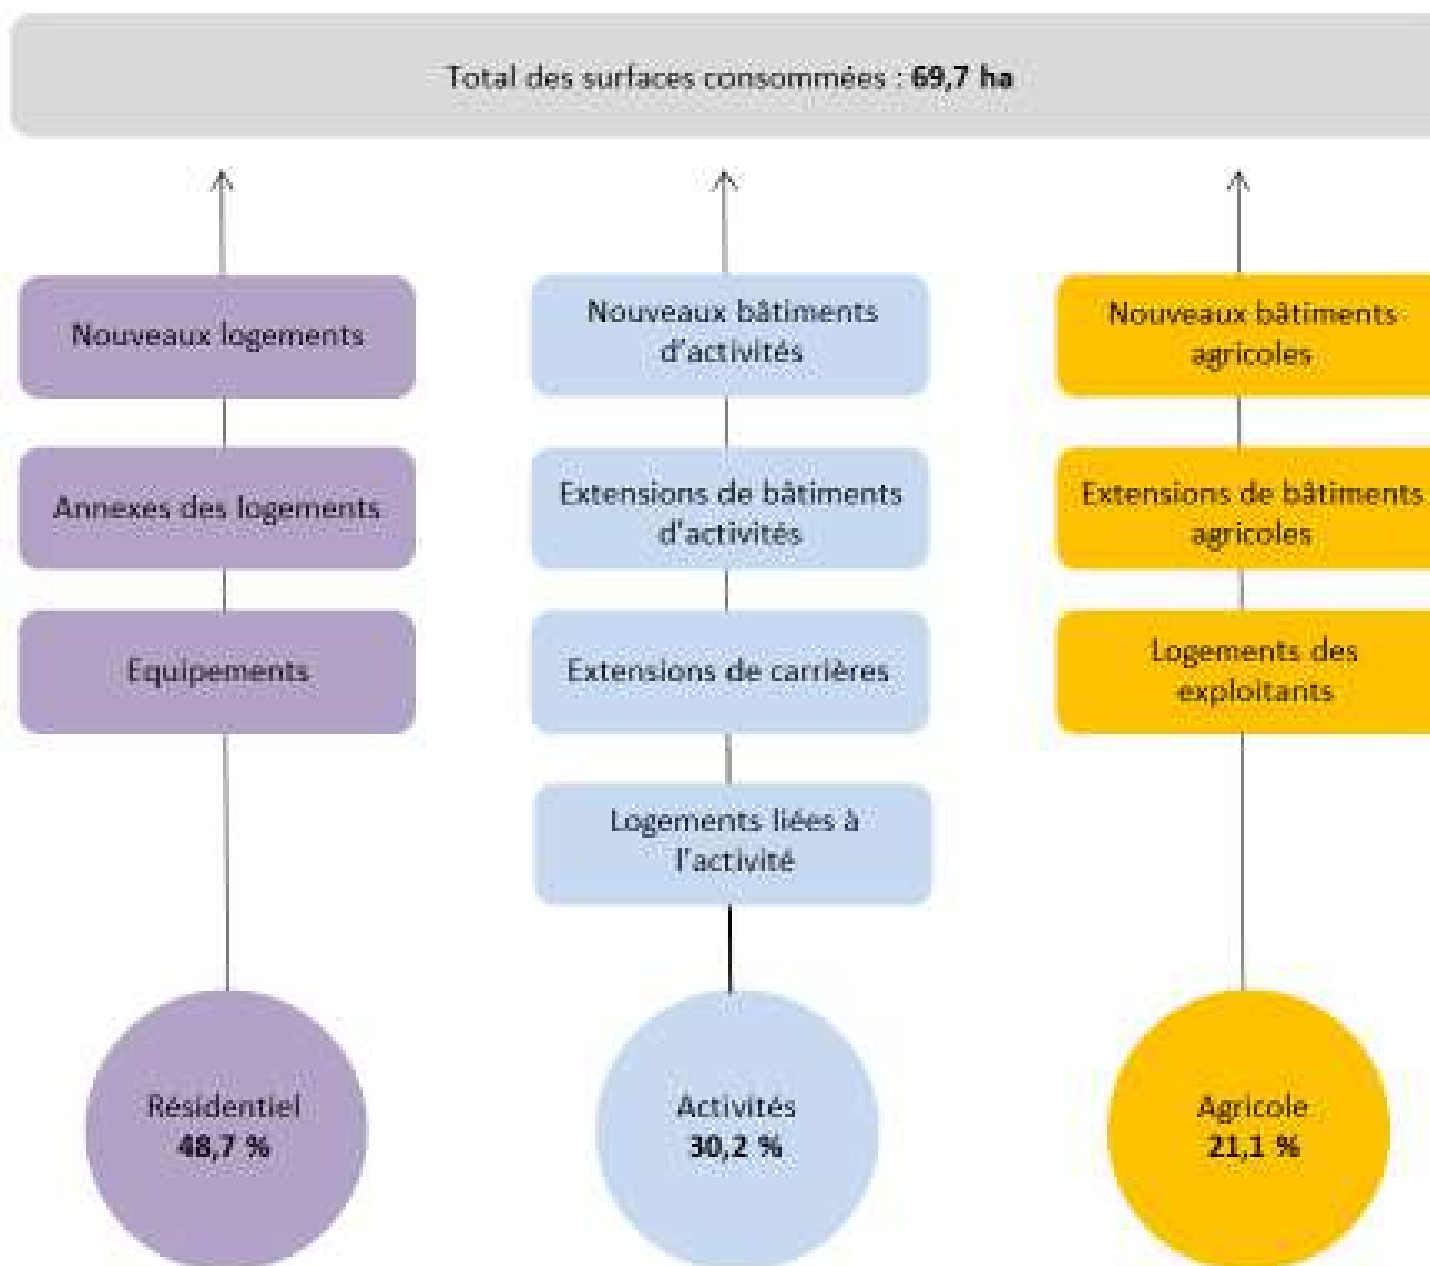 Total des surfaces consommées : 69,7 ha
Nouveaux logements
Annexes des logements
Equipements
Résidentiel
48,7 %
Nouveaux bâtiments
d'activités
Extensions de bâtiments
d'activités
Extensions de carrières
Logements liées à
l'activité
Activités
30,2 %
Nouveaux bâtiments
agricoles
Extensions de bâtiments
agricoles
Logements des
exploitants
Agricole
21,1 %